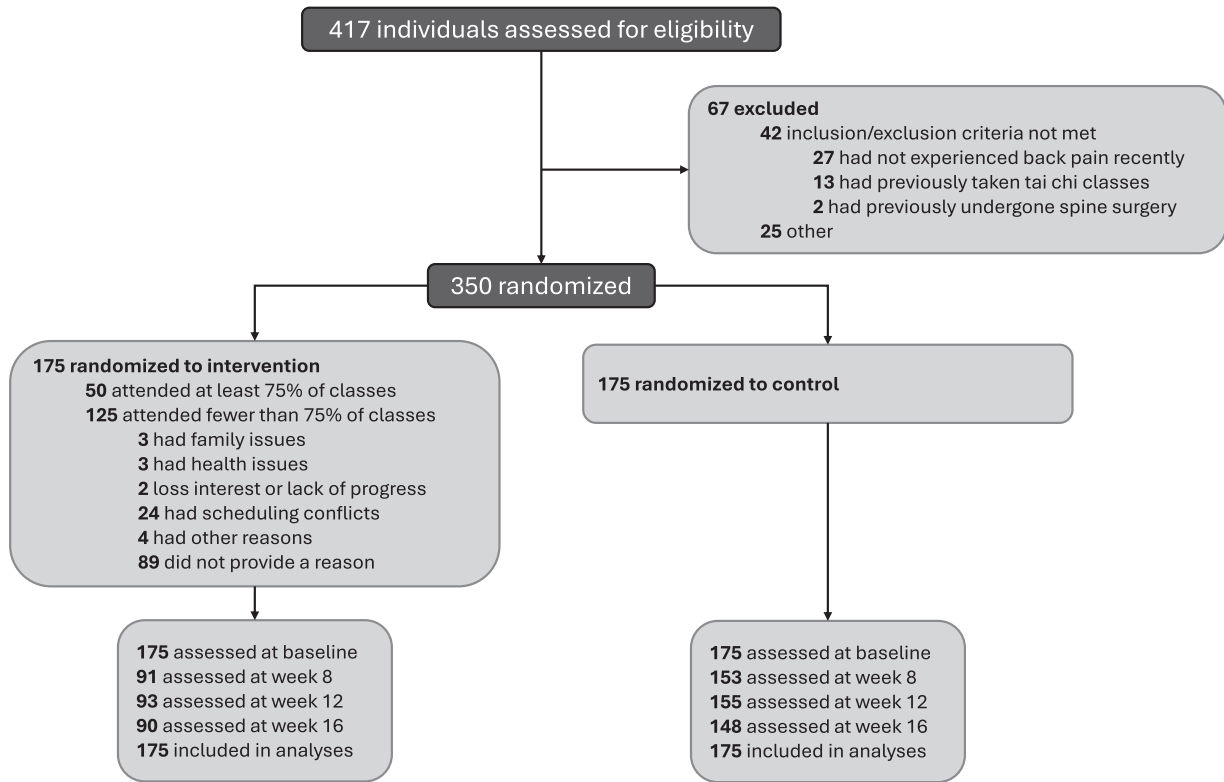 417 individuals assessed for eligibility
67 excluded
42 inclusion/exclusion criteria not met
27 had not experienced back pain recently
13 had previously taken tai chi classes
2 had previously undergone spine surgery
25 other
350 randomized
175 randomized to intervention
50 attended at least 75% of classes
125 attended fewer than 75% of classes
3 had family issues
3 had health issues
2 loss interest or lack of progress
24 had scheduling conflicts
4 had other reasons
89 did not provide a reason
175 randomized to control
175 assessed at baseline
91 assessed at week 8
93 assessed at week 12
90 assessed at week 16
175 included in analyses
175 assessed at baseline
153 assessed at week 8
155 assessed at week 12
148 assessed at week 16
175 included in analyses